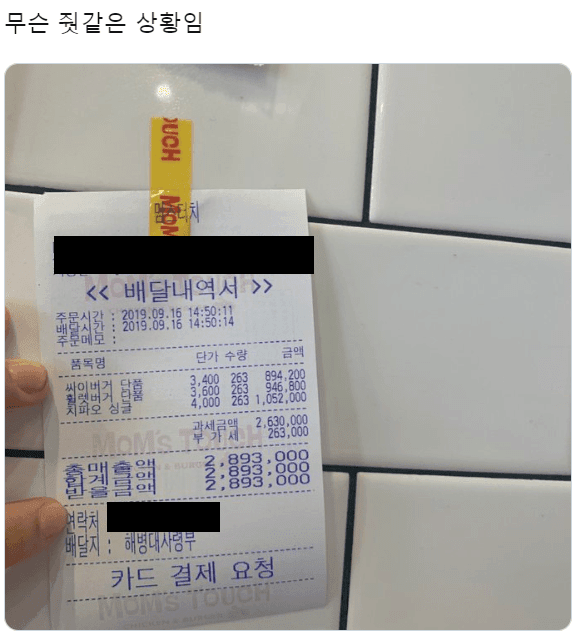 무슨 줫같은 상황임
OUCH MOM
맘스터치
<< 배달내역서 >>
주문시간 : 2019.09.16 14:50:11
배달시간 : 2019.09.16 14:50:14
주문메모 :
품목명 단가 수량 금액
싸이버거 단품 3,400 263 894,200
휠렛버거 단품 3,600 263 946,800
치파오 싱글 4,000 263 1,052,000
과세금액 2,630,000
부 가 세 263,000
총매출액 2,893,000
합계금액 2,893,000
받을금액 2,893,000
연락처
배달지 : 해병대사령부
카드 결제 요청
MOM'S TOUCH